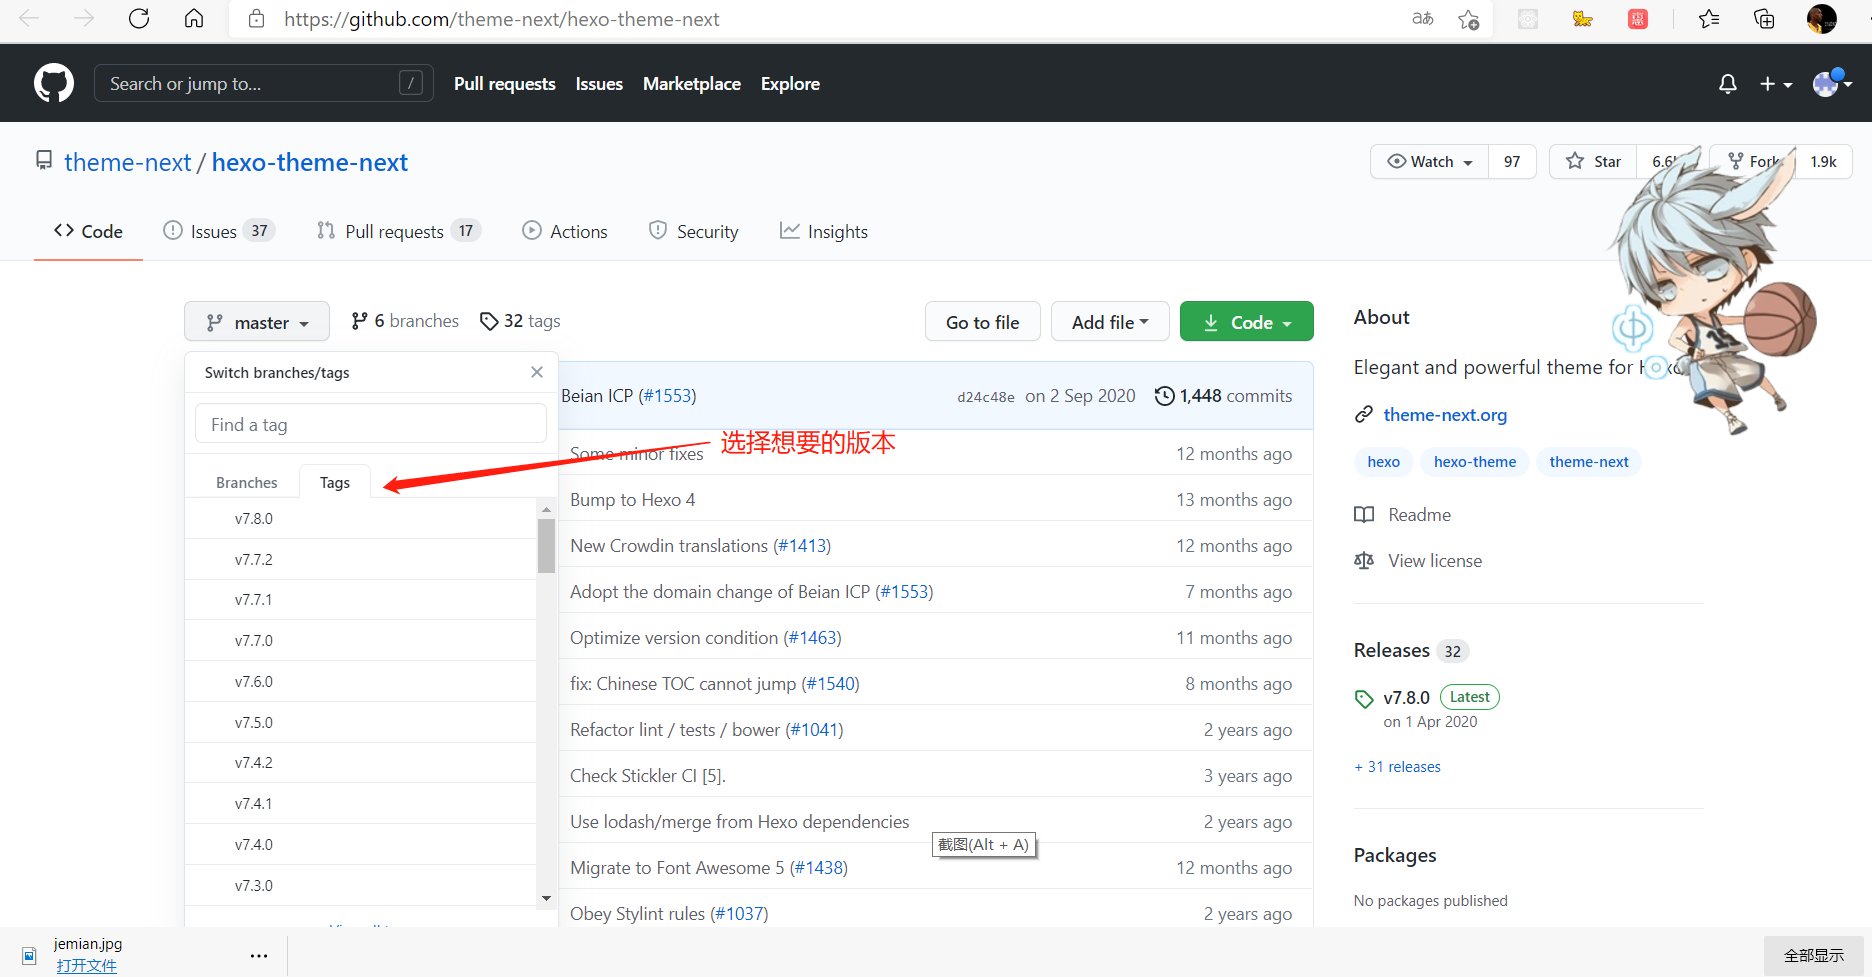 https://github.com/theme-next/hexo-theme-next
aあ
惠
Search or jump to...
/
Pull requests
Issues
Marketplace
Explore
theme-next / hexo-theme-next
Watch
97
Star
Fork
1.9k
Code
Issues 37
Pull requests 17
Actions
Security
Insights
master
6 branches
32 tags
Go to file
Add file
Code
Switch branches/tags
Find a tag
Branches
Tags
v7.8.0
v7.7.2
v7.7.1
v7.7.0
v7.6.0
v7.5.0
v7.4.2
v7.4.1
v7.4.0
v7.3.0
Beian ICP (#1553)
d24c48e on 2 Sep 2020
1,448 commits
选择想要的版本
Some minor fixes 12 months ago
Bump to Hexo 4 13 months ago
New Crowdin translations (#1413) 12 months ago
Adopt the domain change of Beian ICP (#1553) 7 months ago
Optimize version condition (#1463) 11 months ago
fix: Chinese TOC cannot jump (#1540) 8 months ago
Refactor lint / tests / bower (#1041) 2 years ago
Check Stickler CI [5]. 3 years ago
Use lodash/merge from Hexo dependencies 2 years ago
截图(Alt + A)
Migrate to Font Awesome 5 (#1438) 12 months ago
Obey Stylint rules (#1037) 2 years ago
About
Elegant and powerful theme for
theme-next.org
hexo
hexo-theme
theme-next
Readme
View license
Releases 32
v7.8.0 Latest
on 1 Apr 2020
+ 31 releases
Packages
No packages published
jemian.jpg
打开文件
全部显示